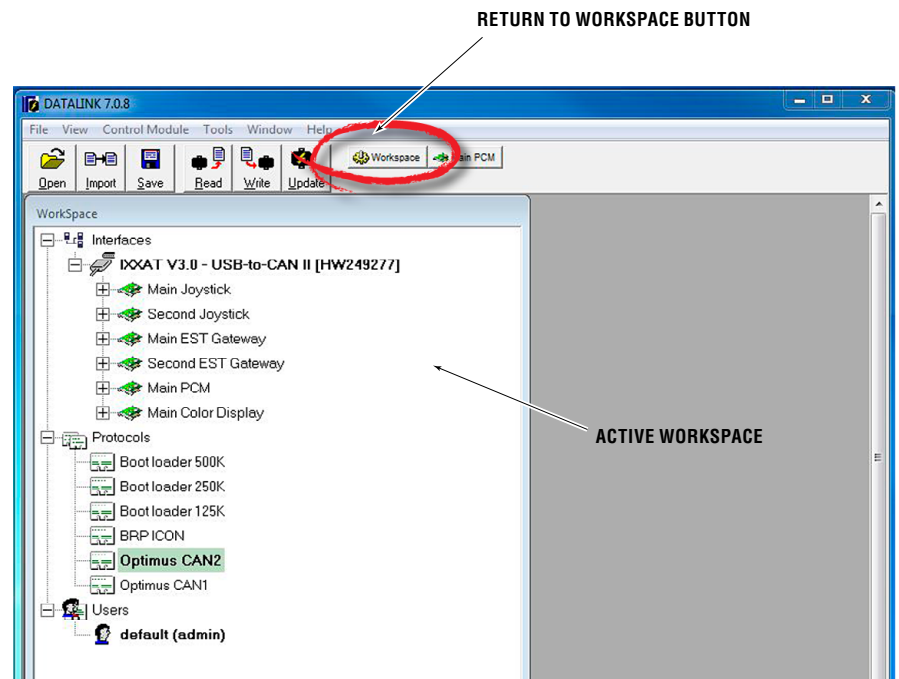 RETURN TO WORKSPACE BUTTON
DATALINK 7.0.8
File View Control Module Tools Window Help
Workspace Main PCM
Open Import Save Read Write Update
WorkSpace
Interfaces
IXXAT V3.0 - USB-to-CAN II [HW249277]
Main Joystick
Second Joystick
Main EST Gateway
Second EST Gateway
Main PCM
Main Color Display
ACTIVE WORKSPACE
Protocols
Boot loader 500K
Boot loader 250K
Boot loader 125K
BRP ICON
Optimus CAN2
Optimus CAN1
Users
default (admin)